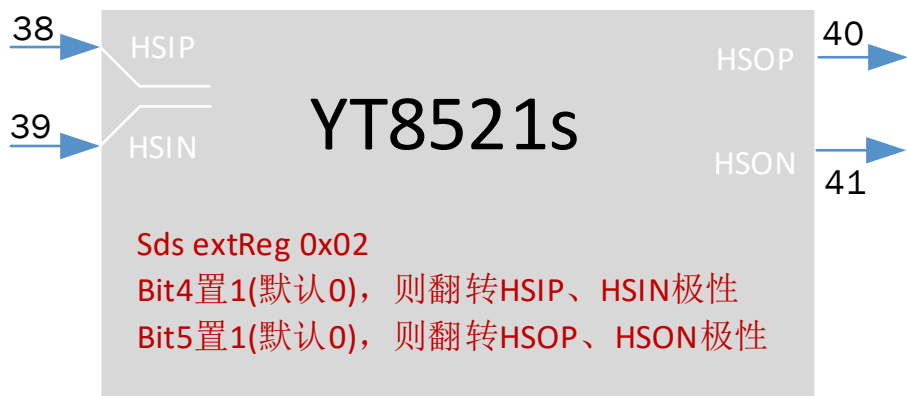 38
HSIP
40
HSOP
YT8521s
39
HSIN
HSON
41
Sds extReg 0x02
Bit4置1(默认0)，则翻转HSIP、HSIN极性
Bit5置1(默认0)，则翻转HSOP、HSON极性